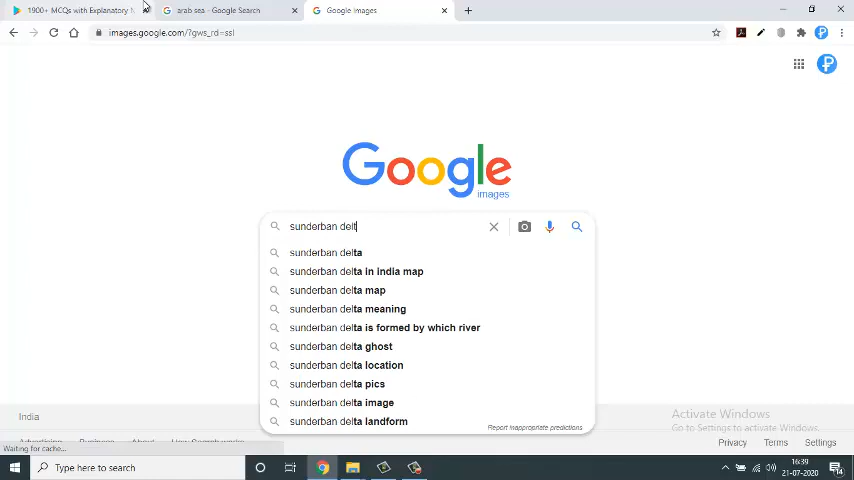 1900+ MCQs with Explanatory N
arab sea - Google Search
Google Images
images.google.com/?gws_rd=ssl
Google
images
sunderban delt
sunderban delta
sunderban delta in india map
sunderban delta map
sunderban delta meaning
sunderban delta is formed by which river
sunderban delta ghost
sunderban delta location
sunderban delta pics
sunderban delta image
sunderban delta landform
Report inappropriate predictions
India
Activate Windows
Go to Settings to activate Windows.
Advertising Business About How Search works
Privacy Terms Settings
Waiting for cache...
Type here to search
16:39
21-07-2020
14